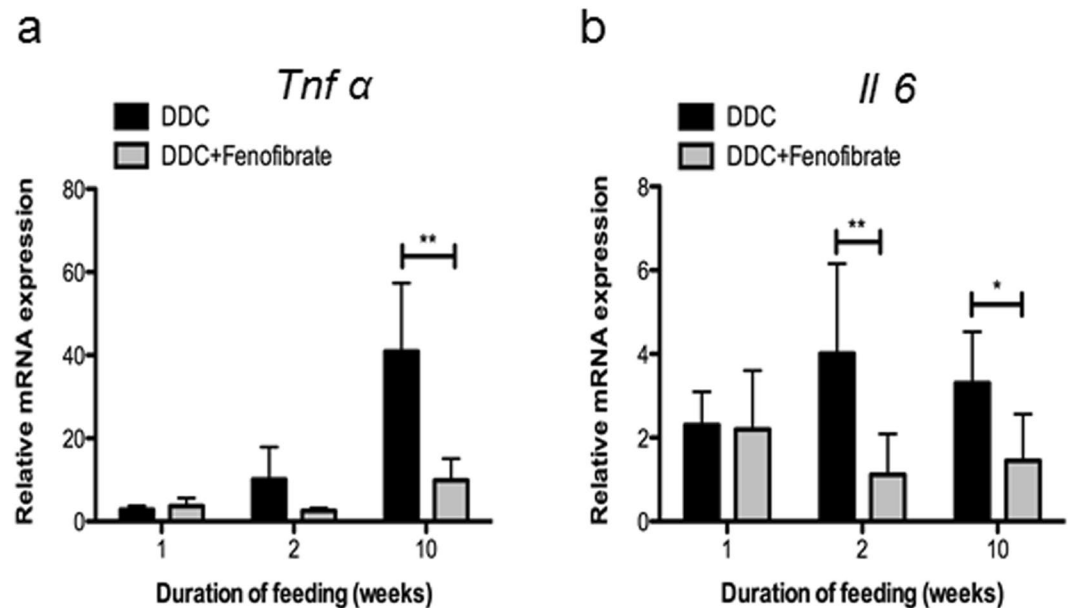 a
Tnf α
DDC
DDC+Fenofibrate
Relative mRNA expression
80
60
40
20
0
**
1 2 10
Duration of feeding (weeks)
b
Il 6
DDC
DDC+Fenofibrate
Relative mRNA expression
8
6
4
2
0
**
*
1 2 10
Duration of feeding (weeks)